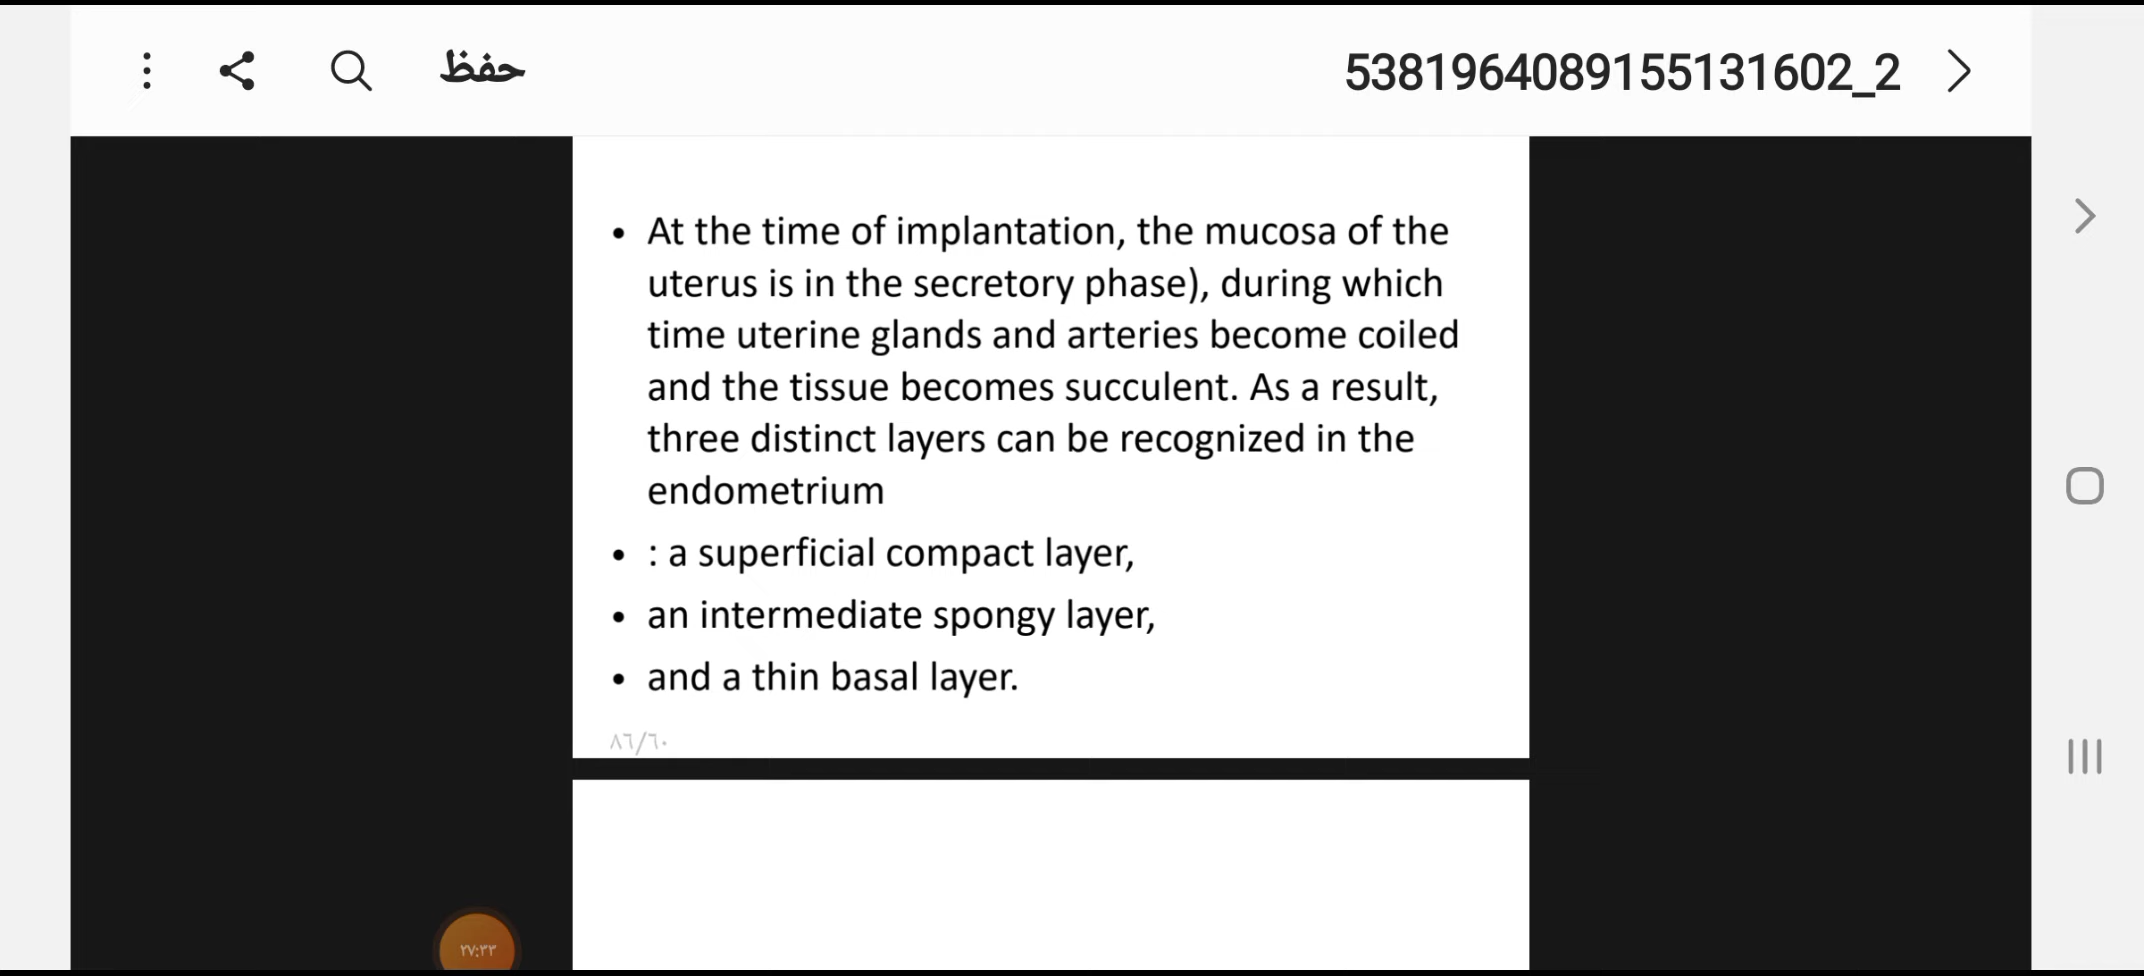 حفظ
5381964089155131602_2
• At the time of implantation, the mucosa of the
uterus is in the secretory phase), during which
time uterine glands and arteries become coiled
and the tissue becomes succulent. As a result,
three distinct layers can be recognized in the
endometrium
• : a superficial compact layer,
• an intermediate spongy layer,
• and a thin basal layer.
٨٦/٦٠
٢٧:٣٣